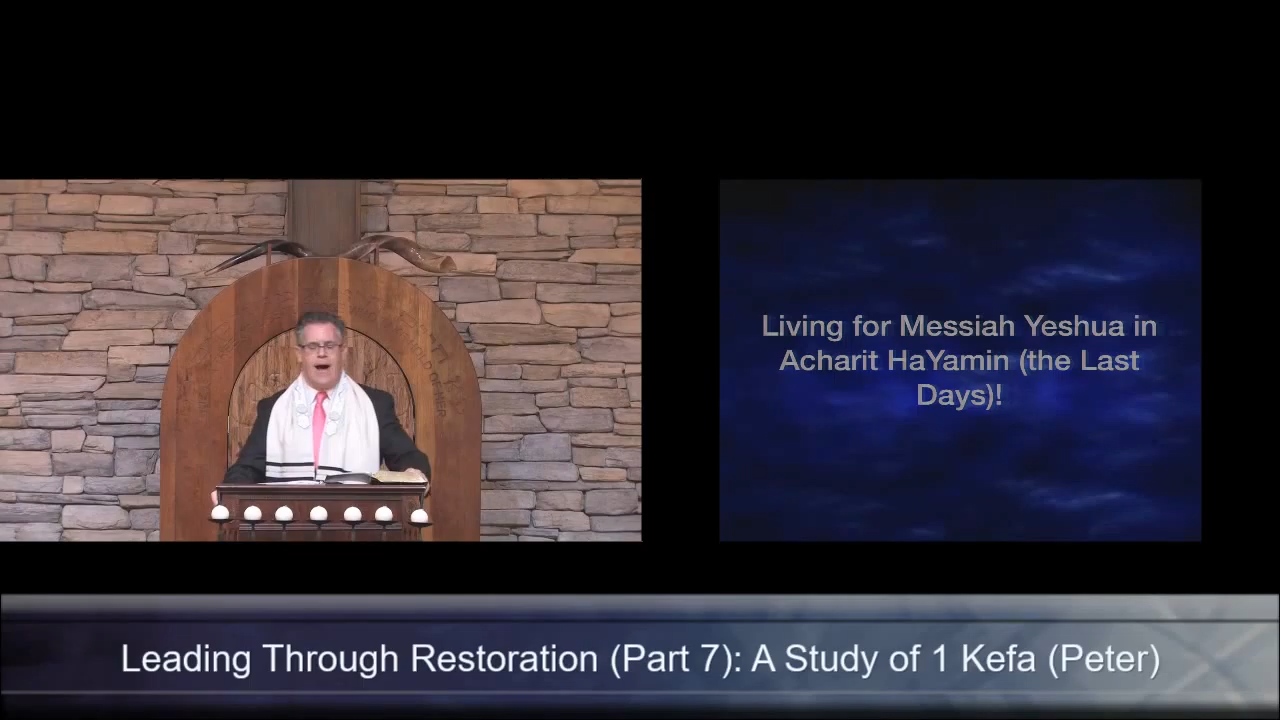 Living for Messiah Yeshua in
Acharit HaYamin (the Last
Days)!
Leading Through Restoration (Part 7): A Study of 1 Kefa (Peter)